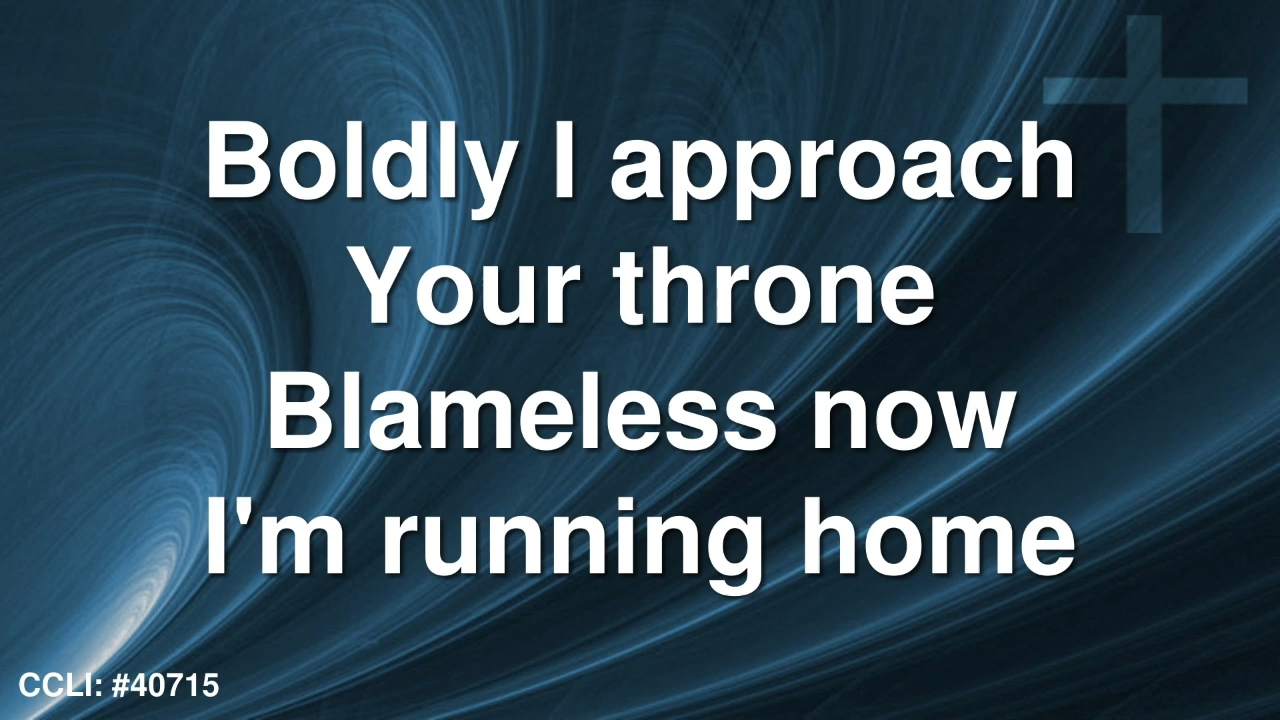 Boldly I approach
Your throne
Blameless now
I'm running home
CCLI: #40715